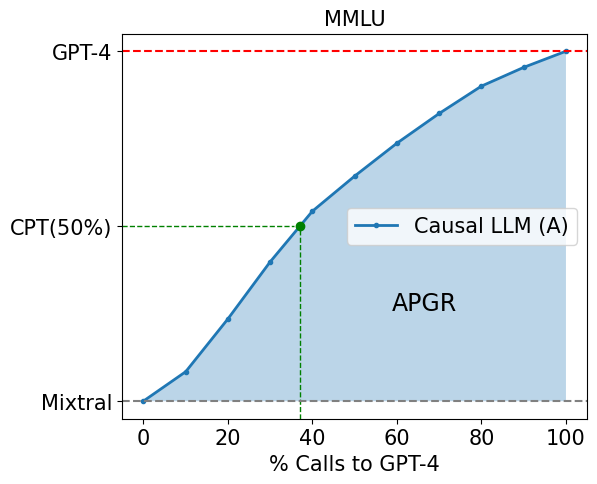 MMLU
GPT-4
CPT(50%)
Causal LLM (A)
APGR
Mixtral
0 20 40 60 80 100
% Calls to GPT-4